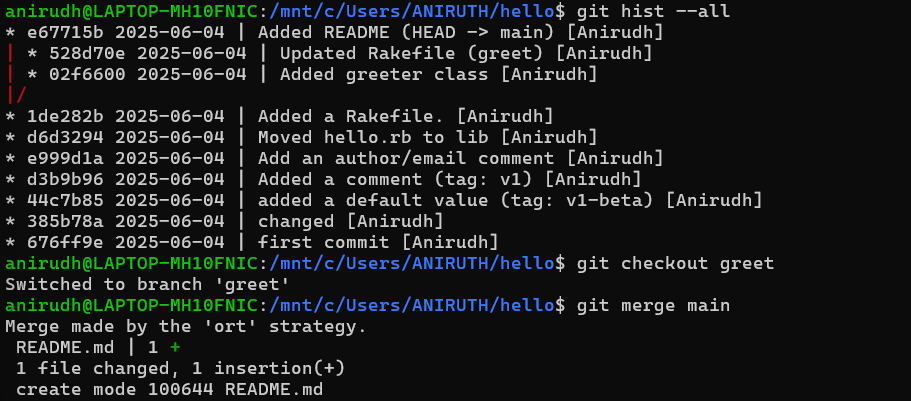 anirudh@LAPTOP-MH10FNIC:/mnt/c/Users/ANIRUTH/hello$ git hist --all
* e67715b 2025-06-04 | Added README (HEAD -> main) [Anirudh]
| * 528d70e 2025-06-04 | Updated Rakefile (greet) [Anirudh]
| * 02f6600 2025-06-04 | Added greeter class [Anirudh]
|/
* 1de282b 2025-06-04 | Added a Rakefile. [Anirudh]
* d6d3294 2025-06-04 | Moved hello.rb to lib [Anirudh]
* e999d1a 2025-06-04 | Add an author/email comment [Anirudh]
* d3b9b96 2025-06-04 | Added a comment (tag: v1) [Anirudh]
* 44c7b85 2025-06-04 | added a default value (tag: v1-beta) [Anirudh]
* 385b78a 2025-06-04 | changed [Anirudh]
* 676ff9e 2025-06-04 | first commit [Anirudh]
anirudh@LAPTOP-MH10FNIC:/mnt/c/Users/ANIRUTH/hello$ git checkout greet
Switched to branch 'greet'
anirudh@LAPTOP-MH10FNIC:/mnt/c/Users/ANIRUTH/hello$ git merge main
Merge made by the 'ort' strategy.
 README.md | 1 +
 1 file changed, 1 insertion(+)
 create mode 100644 README.md